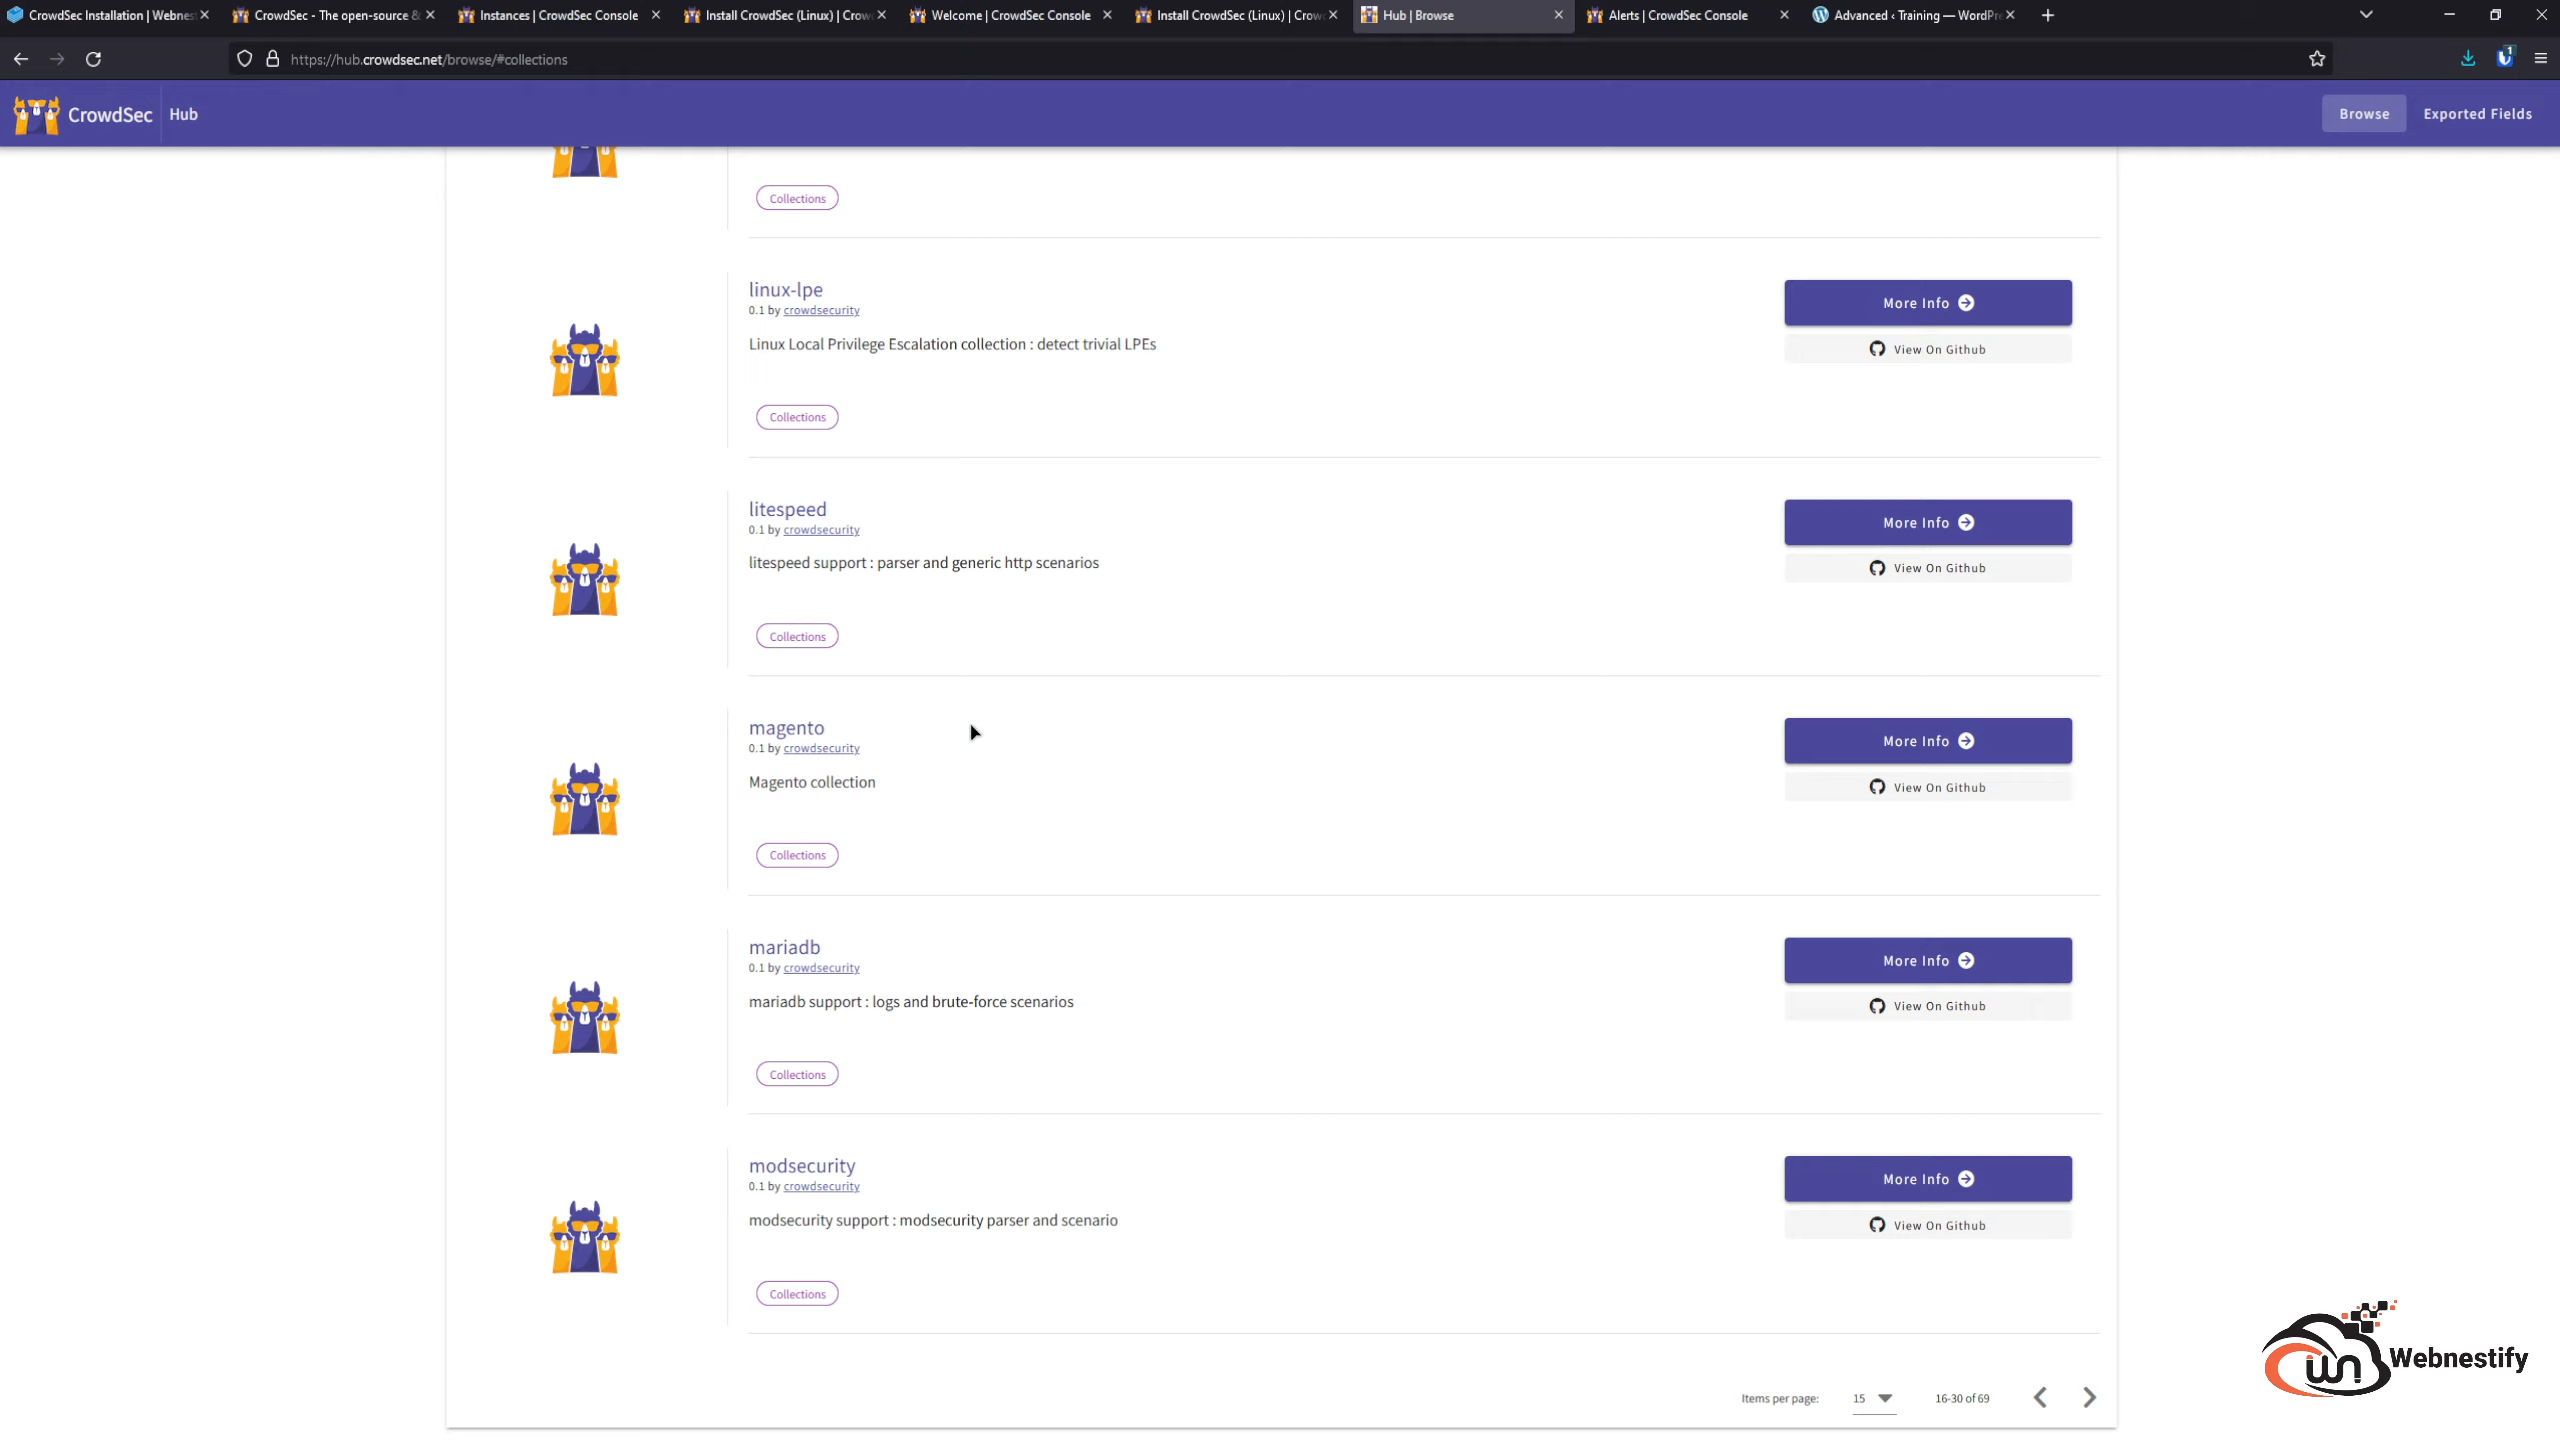 CrowdSec Installation | Webnes
CrowdSec - The open-source &
Instances | CrowdSec Console
Install CrowdSec (Linux) | Crow
Welcome | CrowdSec Console
Install CrowdSec (Linux) | Crow
Hub | Browse
Alerts | CrowdSec Console
Advanced ‹ Training — WordPr
https://hub.crowdsec.net/browse/#collections
1
CrowdSec
Hub
Browse
Exported Fields
Collections
linux-lpe
0.1 by crowdsecurity
Linux Local Privilege Escalation collection : detect trivial LPEs
Collections
More Info
View On Github
litespeed
0.1 by crowdsecurity
litespeed support : parser and generic http scenarios
Collections
More Info
View On Github
magento
0.1 by crowdsecurity
Magento collection
Collections
More Info
View On Github
mariadb
0.1 by crowdsecurity
mariadb support : logs and brute-force scenarios
Collections
More Info
View On Github
modsecurity
0.1 by crowdsecurity
modsecurity support : modsecurity parser and scenario
Collections
More Info
View On Github
Items per page: 15 16-30 of 69
Webnestify